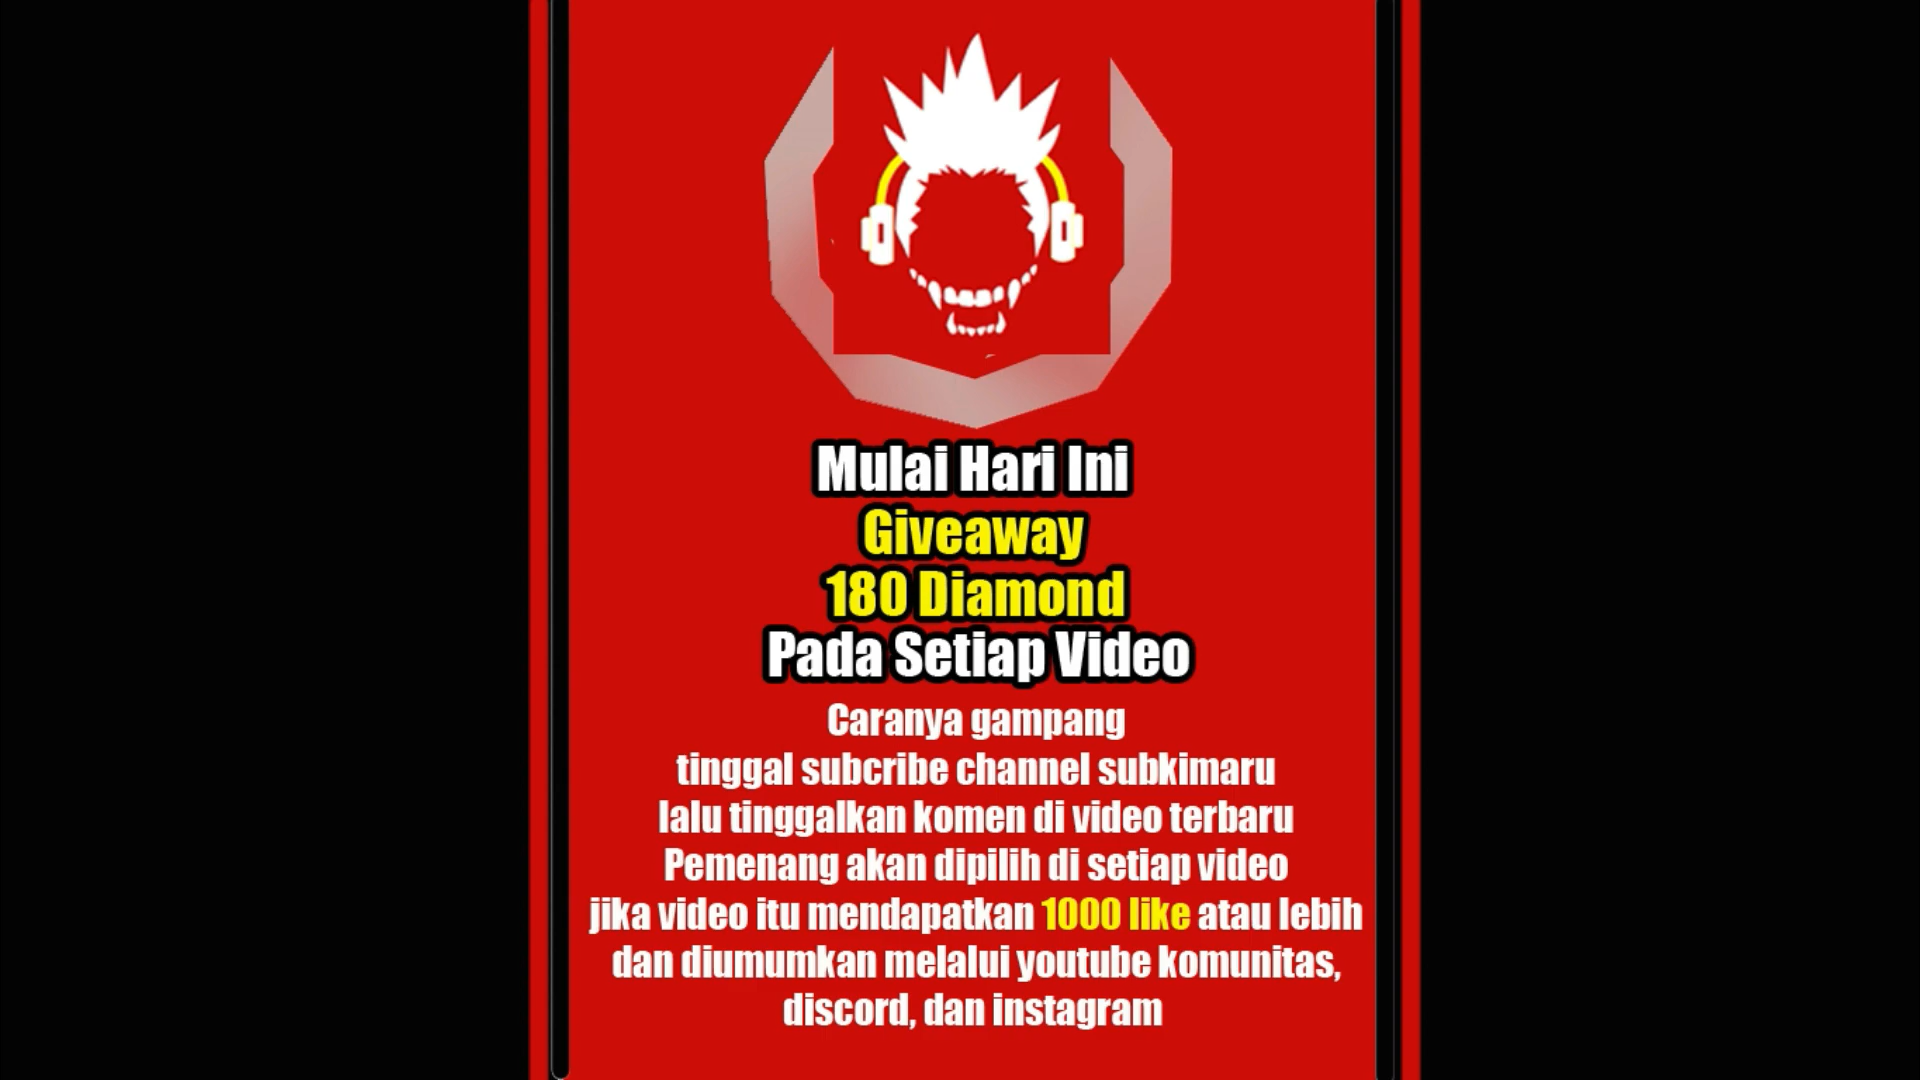 Mulai Hari Ini
Giveaway
180 Diamond
Pada Setiap Video
Caranya gampang
tinggal subcribe channel subkimaru
lalu tinggalkan komen di video terbaru
Pemenang akan dipilih di setiap video
jika video itu mendapatkan 1000 like atau lebih
dan diumumkan melalui youtube komunitas,
discord, dan instagram